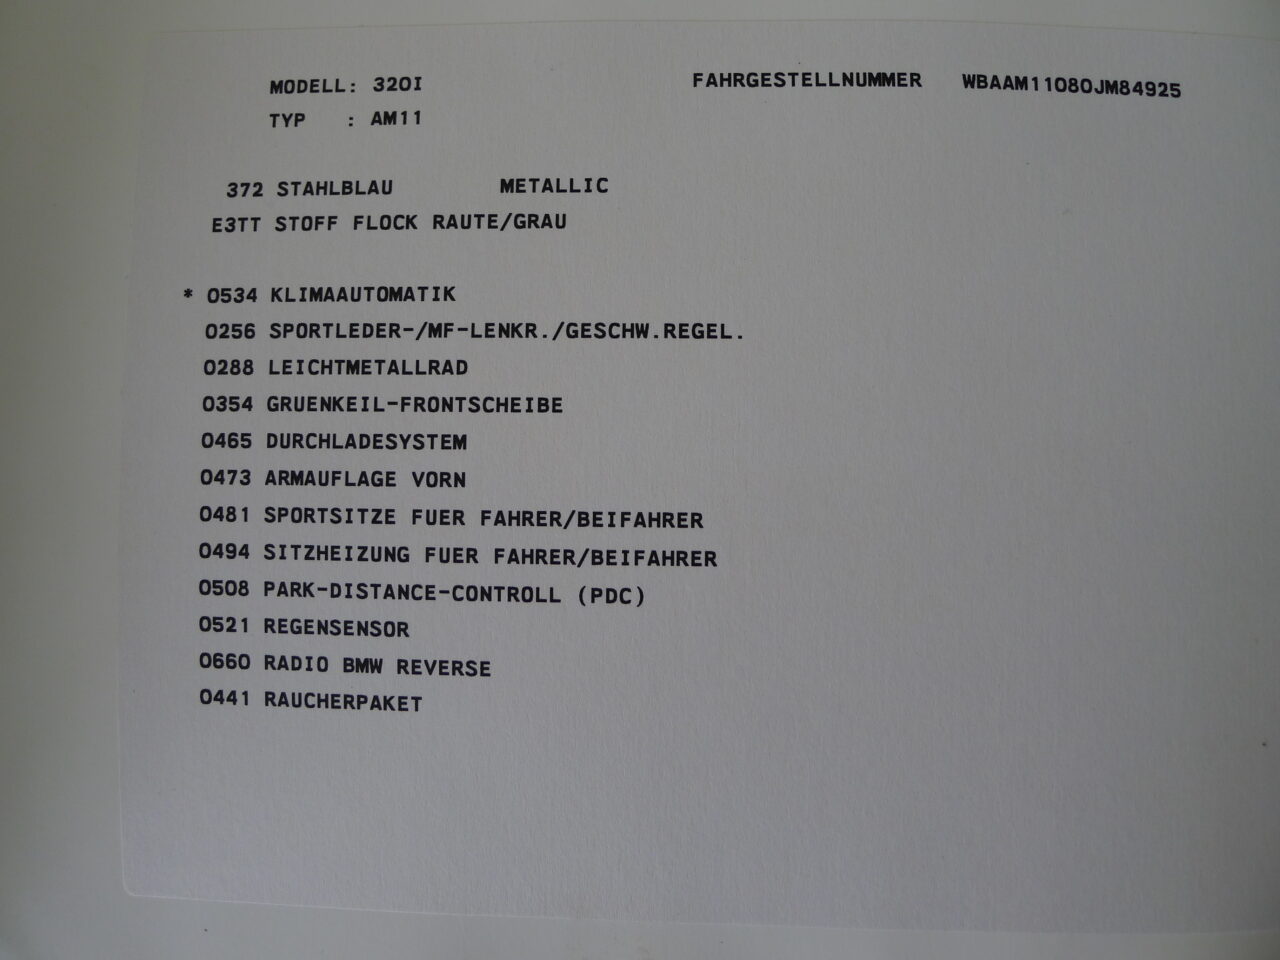 MODELL: 320I FAHRGESTELLNUMMER WBAAM11080JM84925
TYP : AM11
372 STAHLBLAU METALLIC
E3TT STOFF FLOCK RAUTE/GRAU
* 0534 KLIMAAUTOMATIK
0256 SPORTLEDER-/MF-LENKR./GESCHW.REGEL.
0288 LEICHTMETALLRAD
0354 GRUENKEIL-FRONTSCHEIBE
0465 DURCHLADESYSTEM
0473 ARMAUFLAGE VORN
0481 SPORTSITZE FUER FAHRER/BEIFAHRER
0494 SITZHEIZUNG FUER FAHRER/BEIFAHRER
0508 PARK-DISTANCE-CONTROLL (PDC)
0521 REGENSENSOR
0660 RADIO BMW REVERSE
0441 RAUCHERPAKET